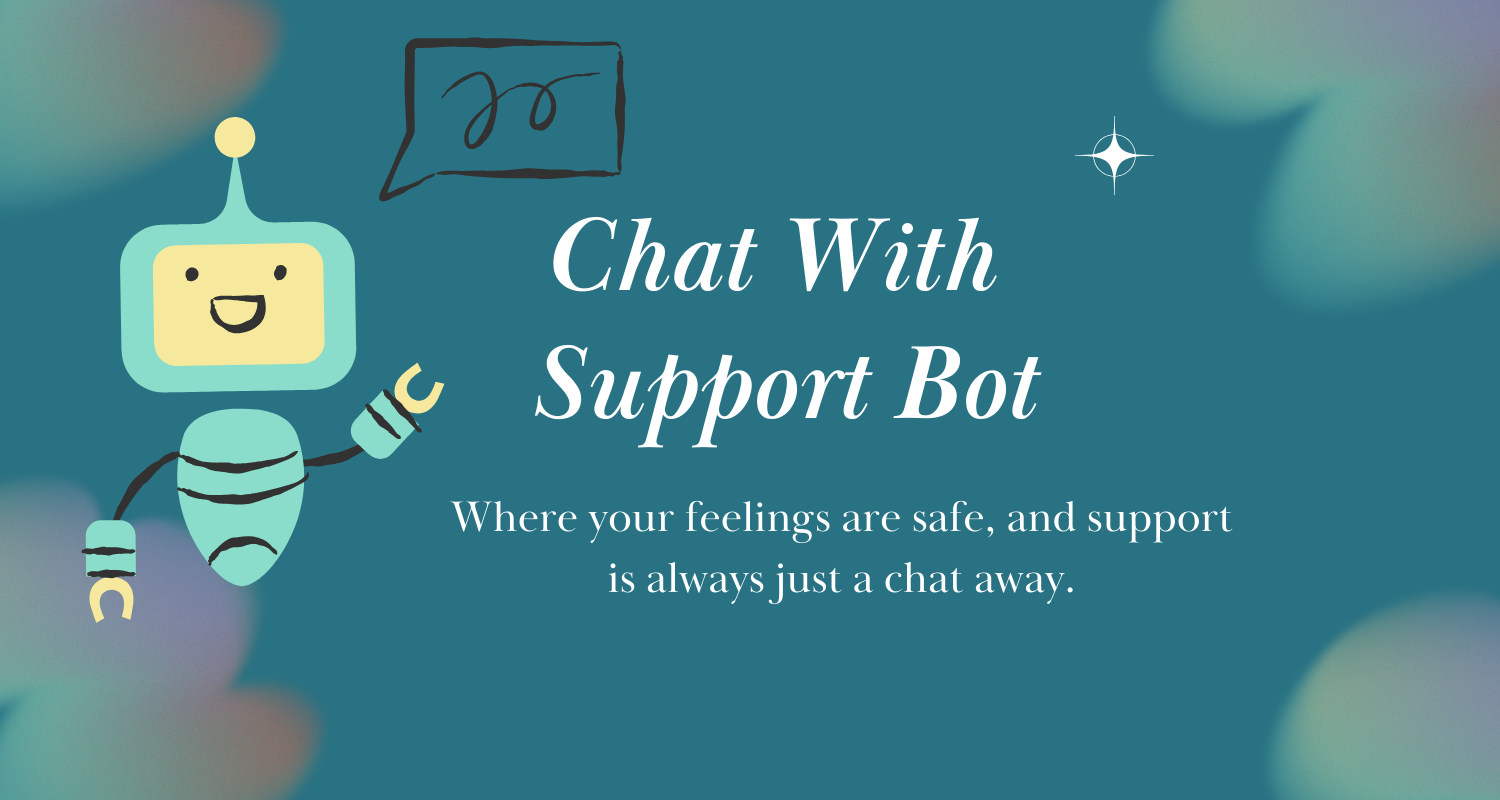 Chat With
Support Bot
Where your feelings are safe, and support
is always just a chat away.